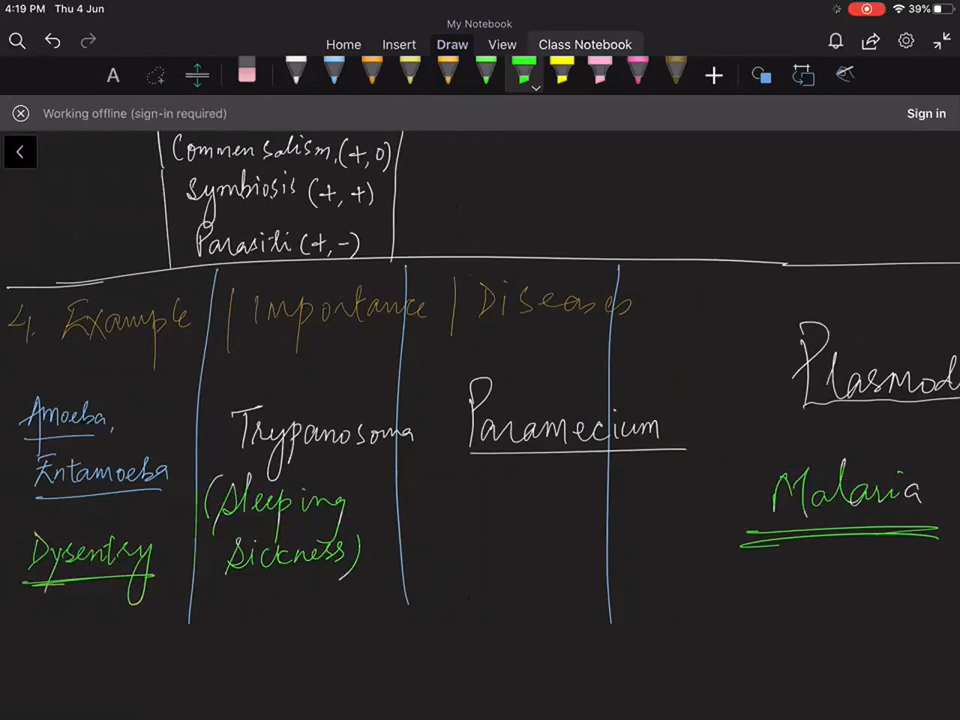 4:19 PM Thu 4 Jun
39%
My Notebook
Home Insert Draw View Class Notebook
A
Working offline (sign-in required) Sign in
Commensalism, (+, 0)
Symbiosis (+, +)
Parasiti (+, -)
4. Example | Importance | Diseases
Plasmod
Amoeba, Trypanosoma Paramecium
Entamoeba (Sleeping Malaria
Dysentry Sickness)